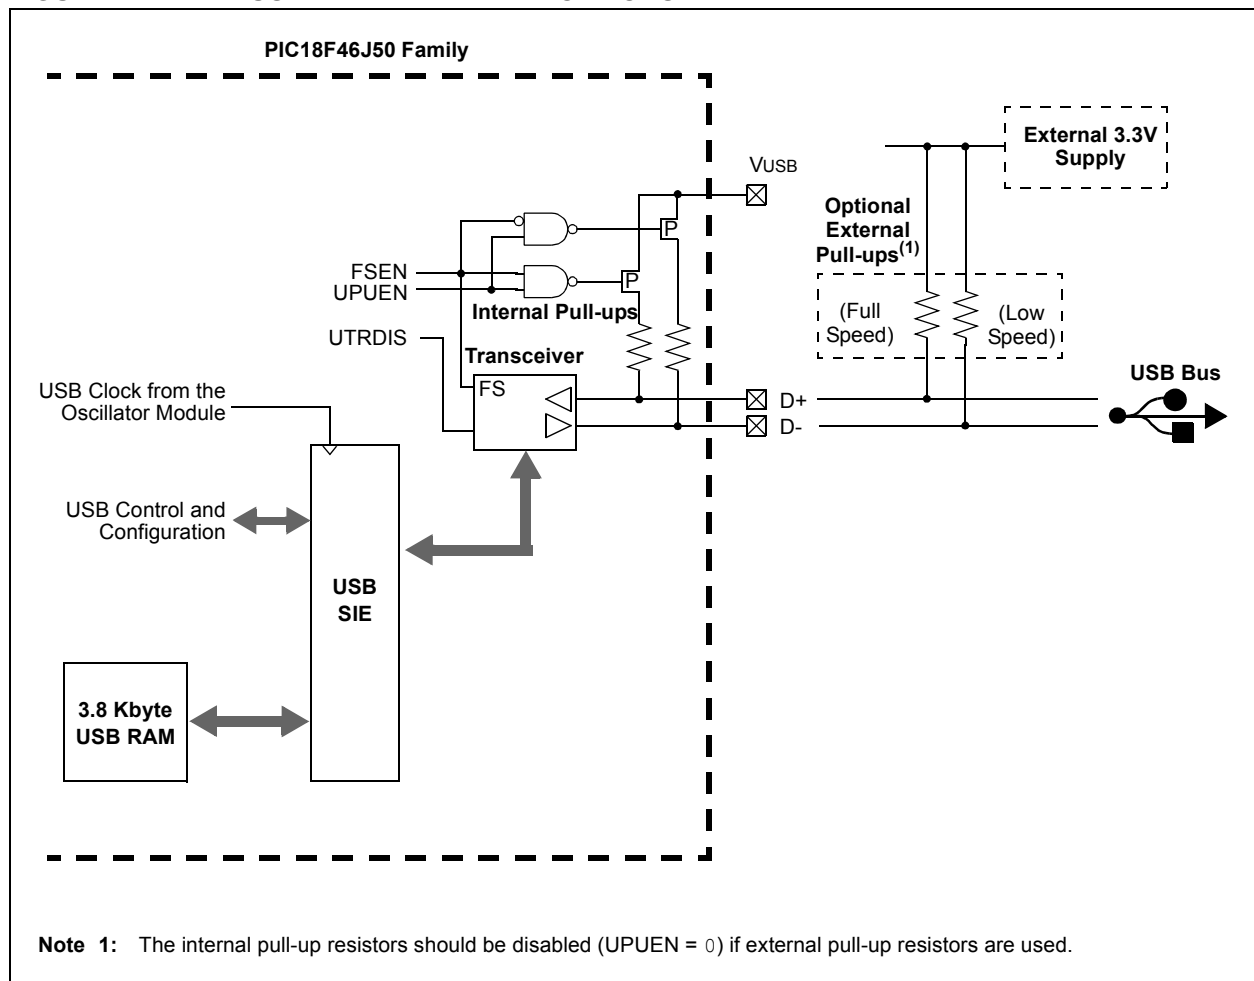 PIC18F46J50 Family
External 3.3V
Supply
VUSB
P
Optional
External
Pull-ups(1)
FSEN
P
UPUEN
Internal Pull-ups
(Full
Speed)
(Low
Speed)
UTRDIS
Transceiver
FS
USB Bus
USB Clock from the
Oscillator Module
D+
D-
USB Control and
Configuration
USB
SIE
3.8 Kbyte
USB RAM
Note 1: The internal pull-up resistors should be disabled (UPUEN = 0) if external pull-up resistors are used.